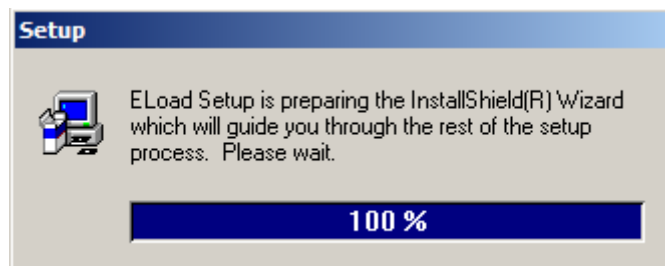 Setup
ELoad Setup is preparing the InstallShield(R) Wizard
which will guide you through the rest of the setup
process.  Please wait.
100 %